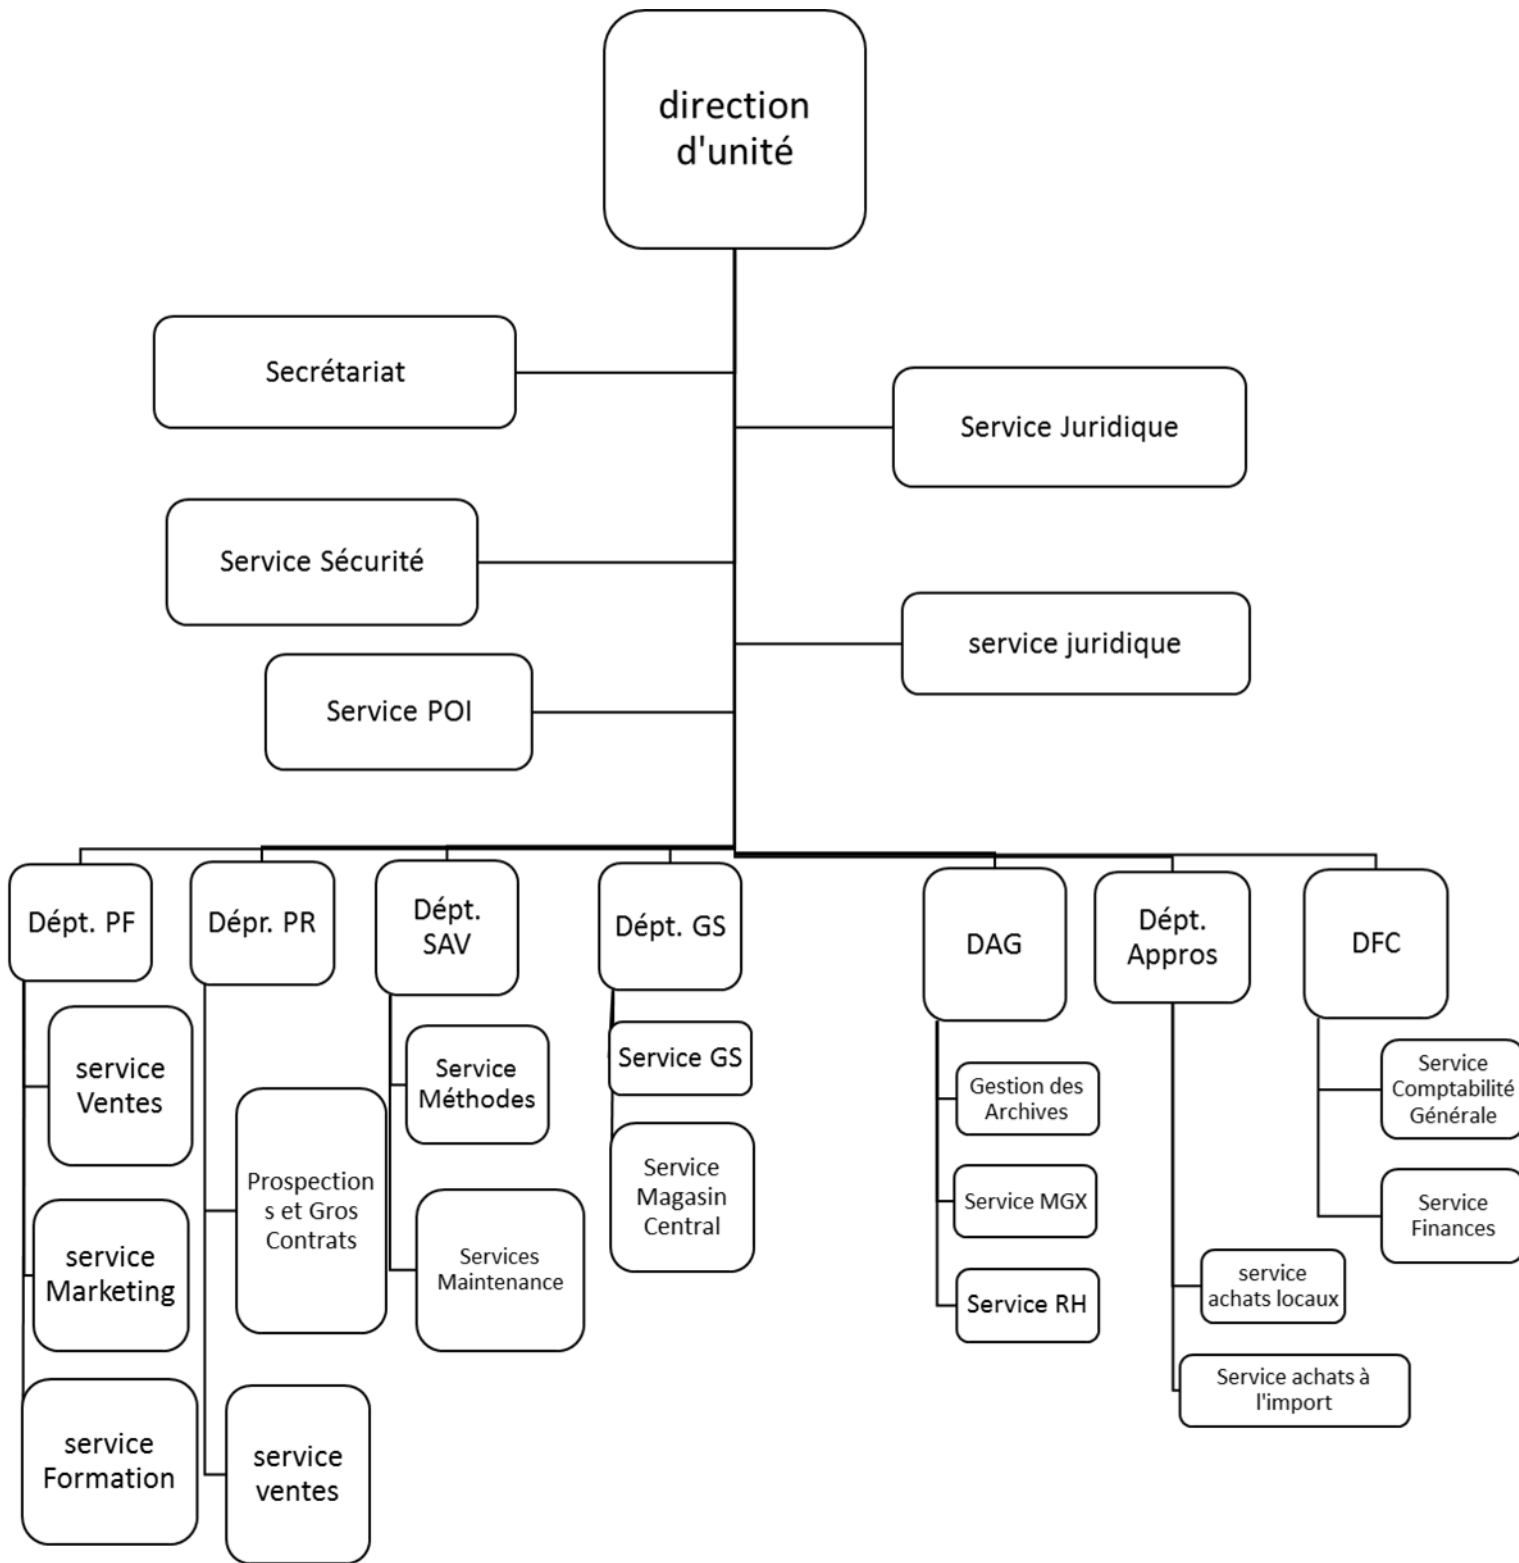 direction
d'unité
Secrétariat
Service Juridique
Service Sécurité
service juridique
Service POI
Dépt. PF
Dépr. PR
Dépt.
SAV
Dépt. GS
DAG
Dépt.
Appros
DFC
service
Ventes
service
Marketing
service
Formation
Prospection
s et Gros
Contrats
service
ventes
Service
Méthodes
Services
Maintenance
Service GS
Service
Magasin
Central
Gestion des
Archives
Service MGX
Service RH
service
achats locaux
Service achats à
l'import
Service
Comptabilité
Générale
Service
Finances